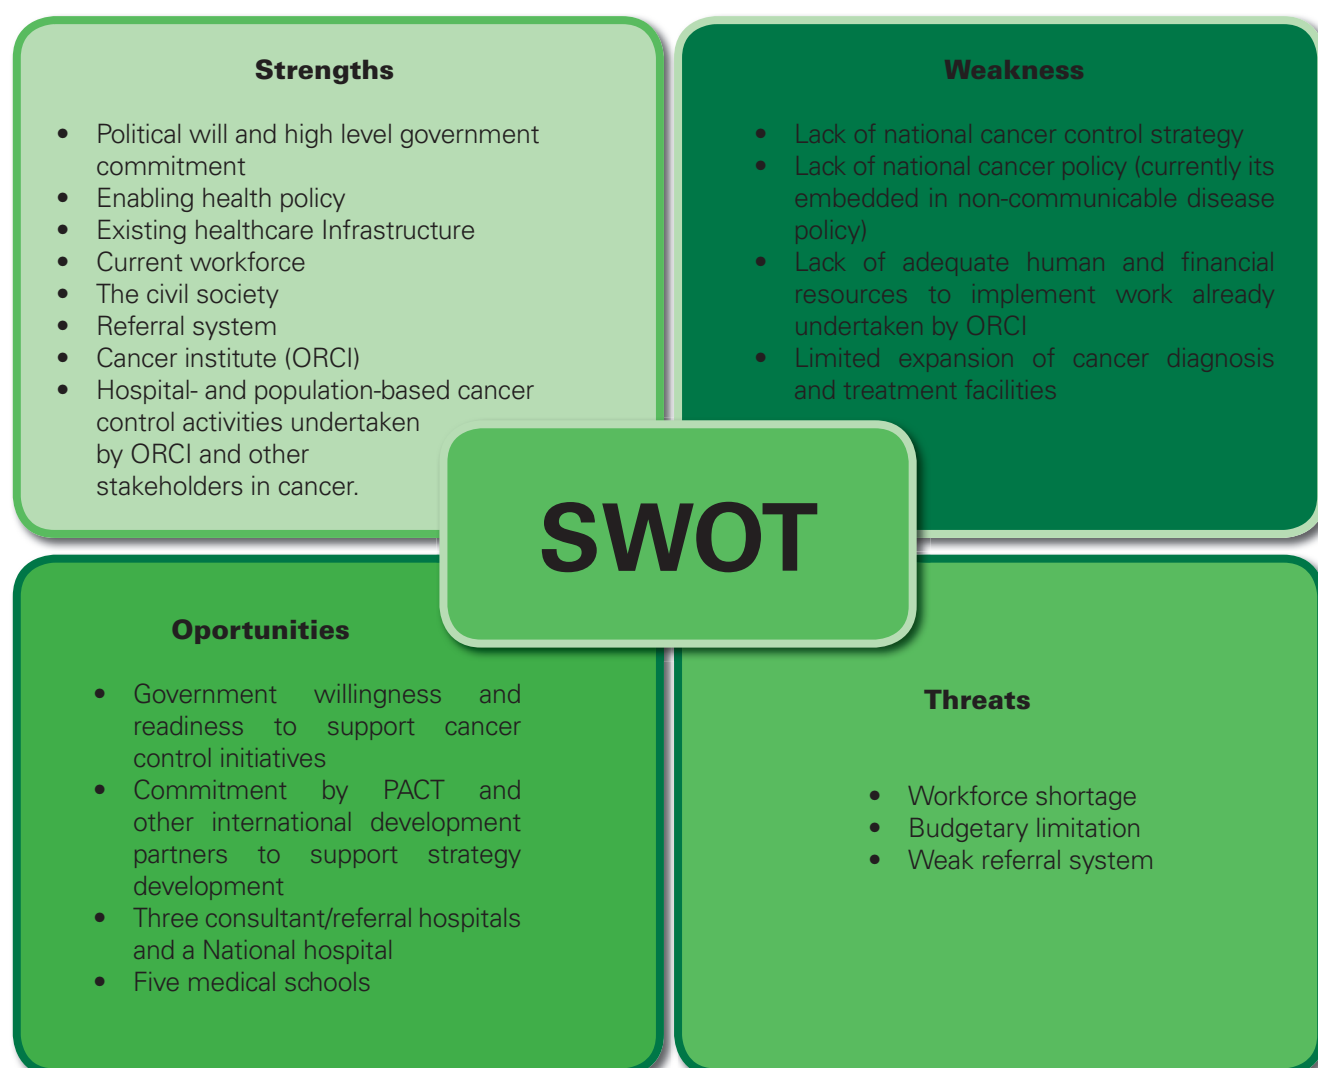 Strengths
• Political will and high level government
commitment
• Enabling health policy
• Existing healthcare Infrastructure
• Current workforce
• The civil society
• Referral system
• Cancer institute (ORCI)
• Hospital- and population-based cancer
control activities undertaken
by ORCI and other
stakeholders in cancer.
Weakness
• Lack of national cancer control strategy
• Lack of national cancer policy (currently its
embedded in non-communicable disease
policy)
• Lack of adequate human and financial
resources to implement work already
undertaken by ORCI
• Limited expansion of cancer diagnosis
and treatment facilities
SWOT
Oportunities
• Government willingness and
readiness to support cancer
control initiatives
• Commitment by PACT and
other international development
partners to support strategy
development
• Three consultant/referral hospitals
and a National hospital
• Five medical schools
Threats
• Workforce shortage
• Budgetary limitation
• Weak referral system